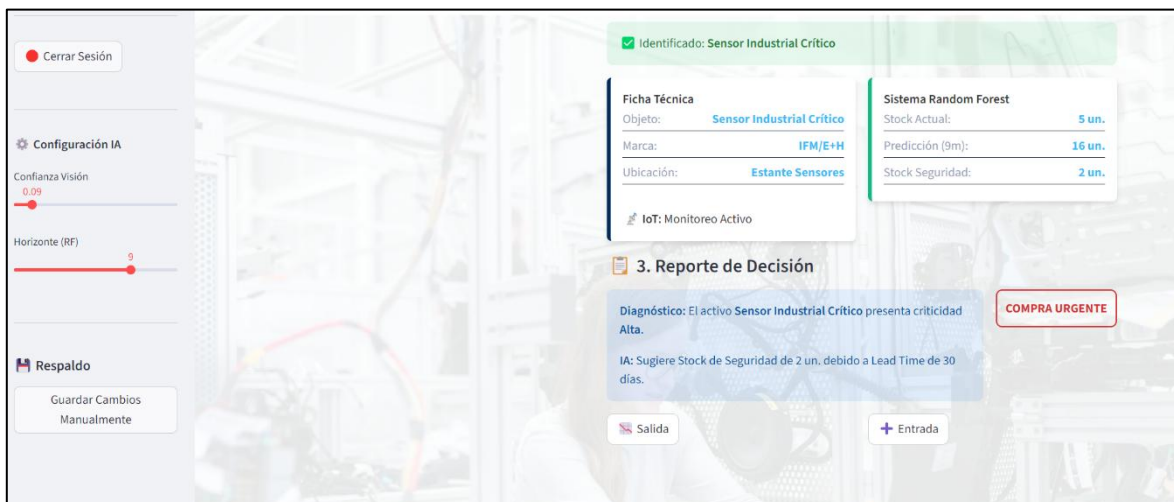 Cerrar Sesión
Configuración IA
Confianza Visión
0.09
Horizonte (RF)
9
Respaldo
Guardar Cambios
Manualmente
Identificado: Sensor Industrial Crítico
Ficha Técnica
Objeto: Sensor Industrial Crítico
Marca: IFM/E+H
Ubicación: Estante Sensores
IoT: Monitoreo Activo
Sistema Random Forest
Stock Actual: 5 un.
Predicción (9m): 16 un.
Stock Seguridad: 2 un.
3. Reporte de Decisión
Diagnóstico: El activo Sensor Industrial Crítico presenta criticidad
Alta.
IA: Sugiere Stock de Seguridad de 2 un. debido a Lead Time de 30
días.
COMPRA URGENTE
Salida
Entrada